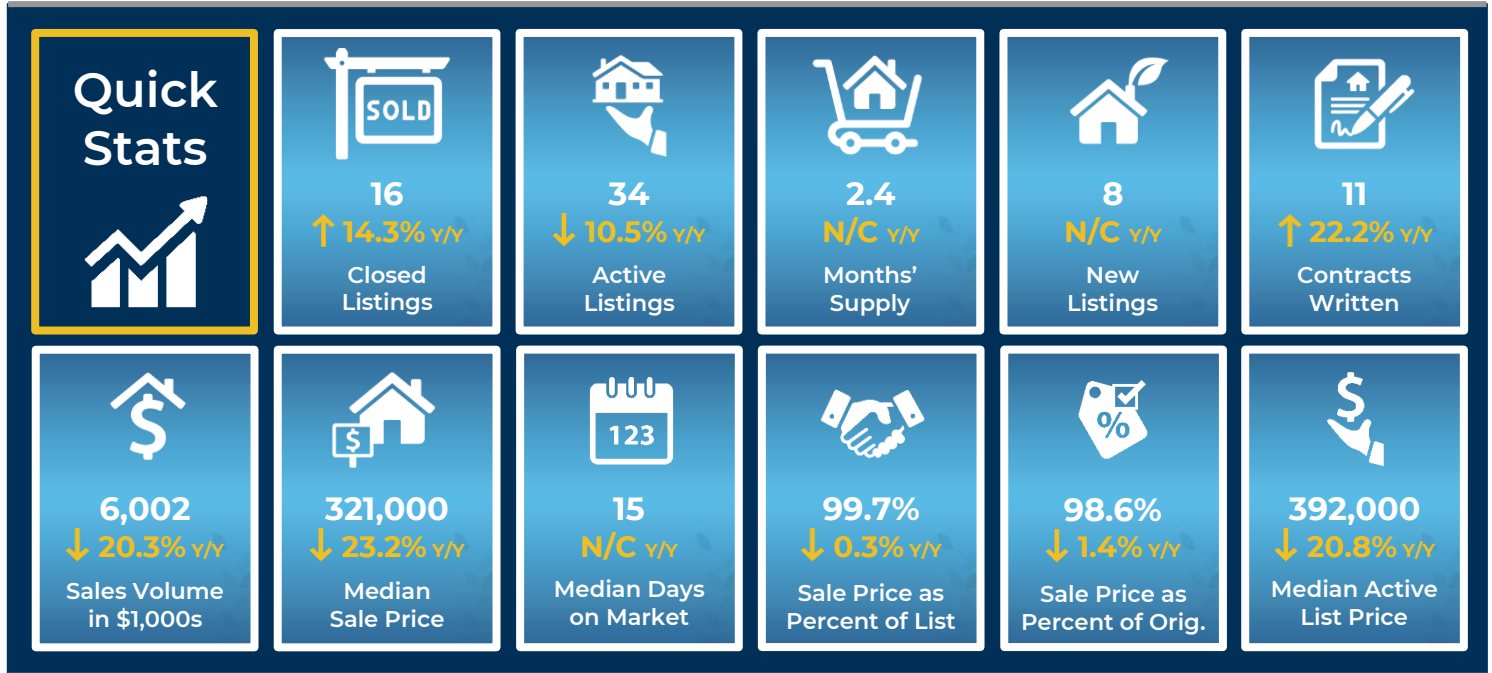 Quick
Stats
SOLD
16
↑ 14.3% Y/Y
Closed
Listings
34
↓ 10.5% Y/Y
Active
Listings
2.4
N/C Y/Y
Months’
Supply
8
N/C Y/Y
New
Listings
11
↑ 22.2% Y/Y
Contracts
Written
$
6,002
↓ 20.3% Y/Y
Sales Volume
in $1,000s
$
321,000
↓ 23.2% Y/Y
Median
Sale Price
123
15
N/C Y/Y
Median Days
on Market
99.7%
↓ 0.3% Y/Y
Sale Price as
Percent of List
%
98.6%
↓ 1.4% Y/Y
Sale Price as
Percent of Orig.
$
392,000
↓ 20.8% Y/Y
Median Active
List Price